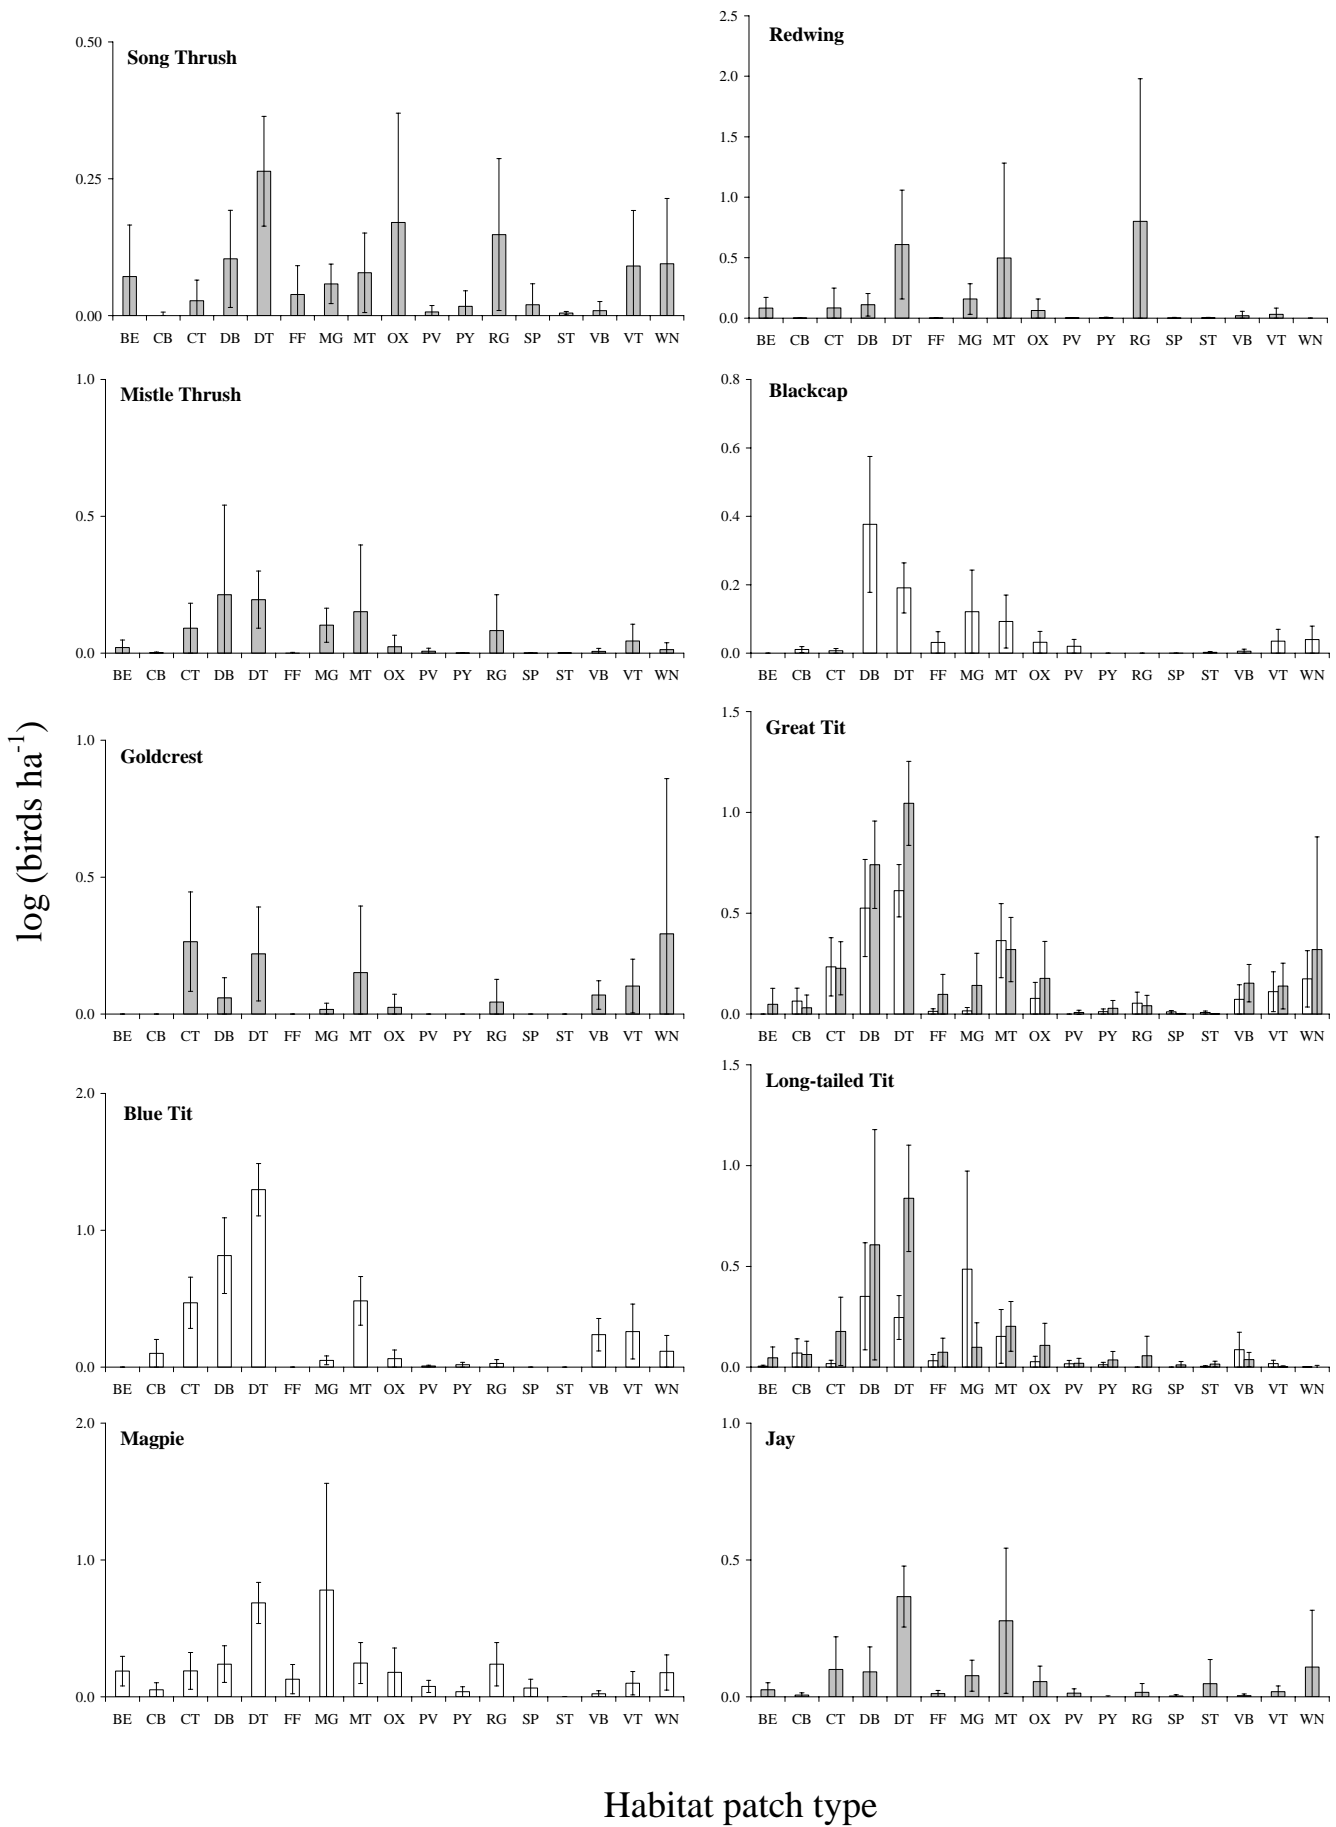 Song Thrush
0.50
0.25
0.00
BE CB CT DB DT FF MG MT OX PV PY RG SP ST VB VT WN
Redwing
2.5
2.0
1.5
1.0
0.5
0.0
BE CB CT DB DT FF MG MT OX PV PY RG SP ST VB VT WN
Mistle Thrush
1.0
0.5
0.0
BE CB CT DB DT FF MG MT OX PV PY RG SP ST VB VT WN
Blackcap
0.8
0.6
0.4
0.2
0.0
BE CB CT DB DT FF MG MT OX PV PY RG SP ST VB VT WN
log (birds ha-1)
Goldcrest
1.0
0.5
0.0
BE CB CT DB DT FF MG MT OX PV PY RG SP ST VB VT WN
Great Tit
1.5
1.0
0.5
0.0
BE CB CT DB DT FF MG MT OX PV PY RG SP ST VB VT WN
Blue Tit
2.0
1.0
0.0
BE CB CT DB DT FF MG MT OX PV PY RG SP ST VB VT WN
Long-tailed Tit
1.5
1.0
0.5
0.0
BE CB CT DB DT FF MG MT OX PV PY RG SP ST VB VT WN
Magpie
2.0
1.0
0.0
BE CB CT DB DT FF MG MT OX PV PY RG SP ST VB VT WN
Jay
1.0
0.5
0.0
BE CB CT DB DT FF MG MT OX PV PY RG SP ST VB VT WN
Habitat patch type